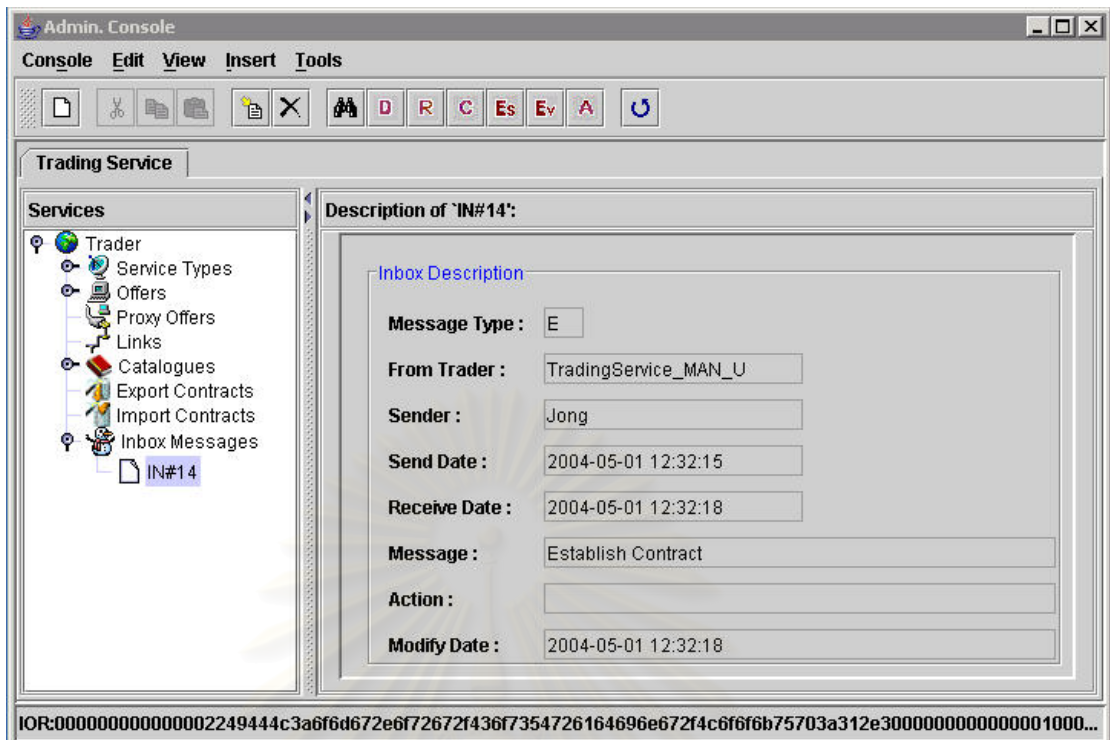 Admin. Console
Console Edit View Insert Tools
D R C Es Ev A
Trading Service
Services
Trader
Service Types
Offers
Proxy Offers
Links
Catalogues
Export Contracts
Import Contracts
Inbox Messages
IN#14
Description of `IN#14':
Inbox Description
Message Type : E
From Trader : TradingService_MAN_U
Sender : Jong
Send Date : 2004-05-01 12:32:15
Receive Date : 2004-05-01 12:32:18
Message : Establish Contract
Action :
Modify Date : 2004-05-01 12:32:18
IOR:000000000000002249444c3a6f6d672e6f72672f436f7354726164696e672f4c6f6f6b75703a312e30000000000000001000...